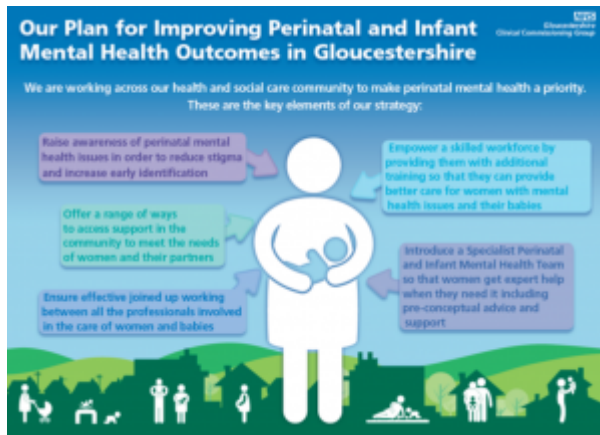 Our Plan for Improving Perinatal and Infant
Mental Health Outcomes in Gloucestershire
NHS
Gloucestershire
Clinical Commissioning Group
We are working across our health and social care community to make perinatal mental health a priority.
These are the key elements of our strategy:
Raise awareness of perinatal mental
health issues in order to reduce stigma
and increase early identification
Empower a skilled workforce by
providing them with additional
training so that they can provide
better care for women with mental
health issues and their babies
Offer a range of ways
to access support in the
community to meet the needs
of women and their partners
Introduce a Specialist Perinatal
and Infant Mental Health Team
so that women get expert help
when they need it including
pre-conceptual advice and
support
Ensure effective joined up working
between all the professionals involved
in the care of women and babies